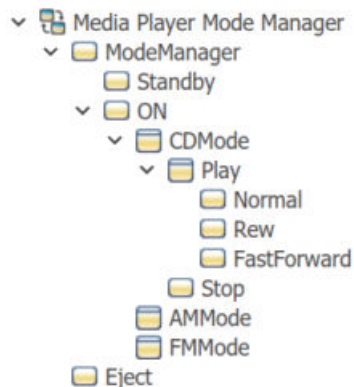 Media Player Mode Manager
ModeManager
Standby
ON
CDMode
Play
Normal
Rew
FastForward
Stop
AMMode
FMMode
Eject